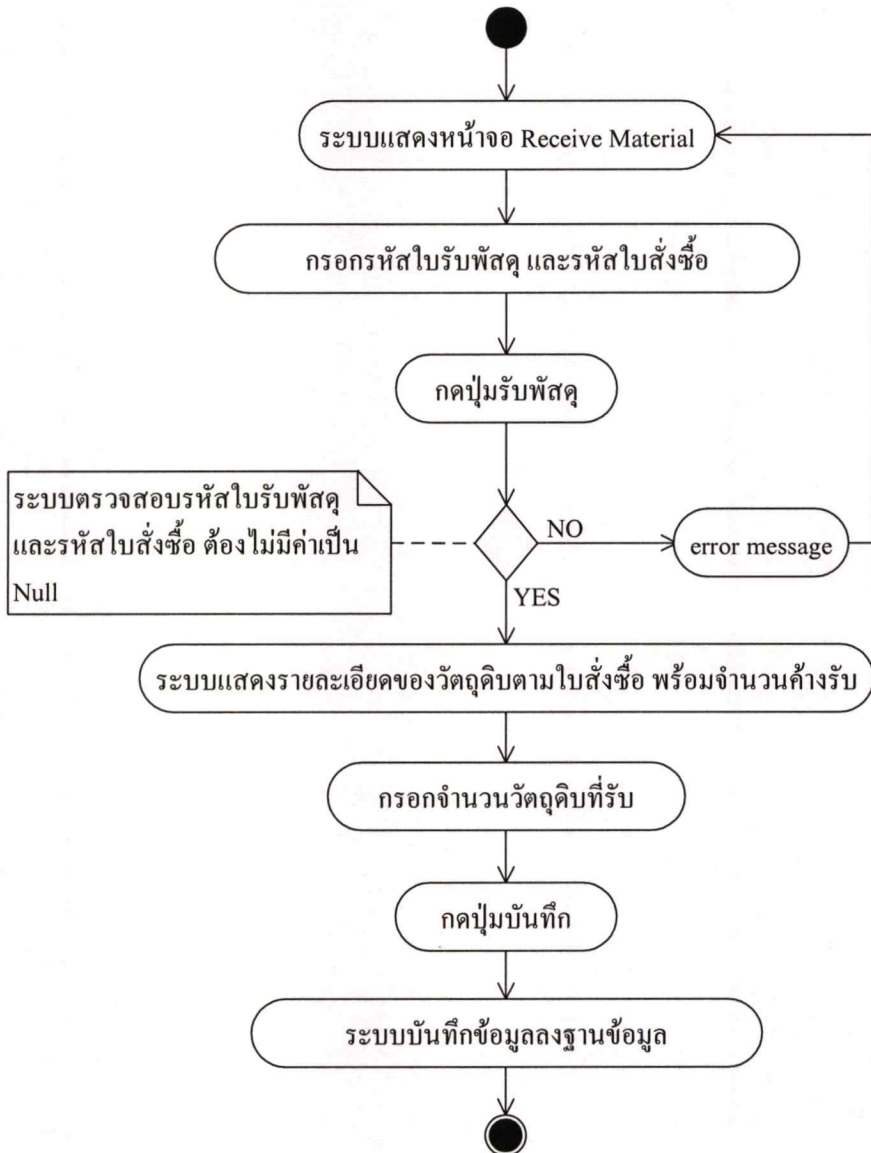 ระบบแสดงหน้าจอ Receive Material
กรอกรหัสใบรับพัสดุ และรหัสใบสั่งซื้อ
กดปุ่มรับพัสดุ
ระบบตรวจสอบรหัสใบรับพัสดุ
และรหัสใบสั่งซื้อ ต้องไม่มีค่าเป็น
Null
NO
error message
YES
ระบบแสดงรายละเอียดของวัตถุดิบตามใบสั่งซื้อ พร้อมจำนวนค้างรับ
กรอกจำนวนวัตถุดิบที่รับ
กดปุ่มบันทึก
ระบบบันทึกข้อมูลลงฐานข้อมูล